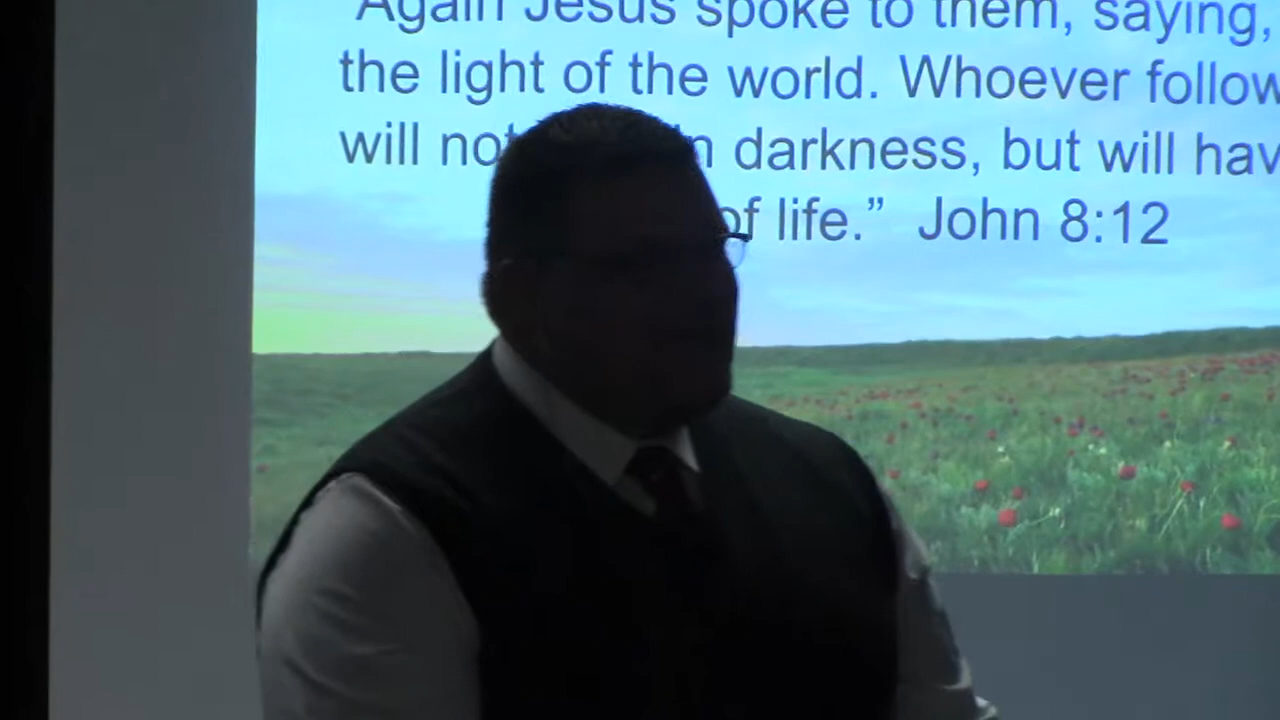 Again Jesus spoke to them, saying,
the light of the world. Whoever follow
will not n darkness, but will hav
of life.” John 8:12